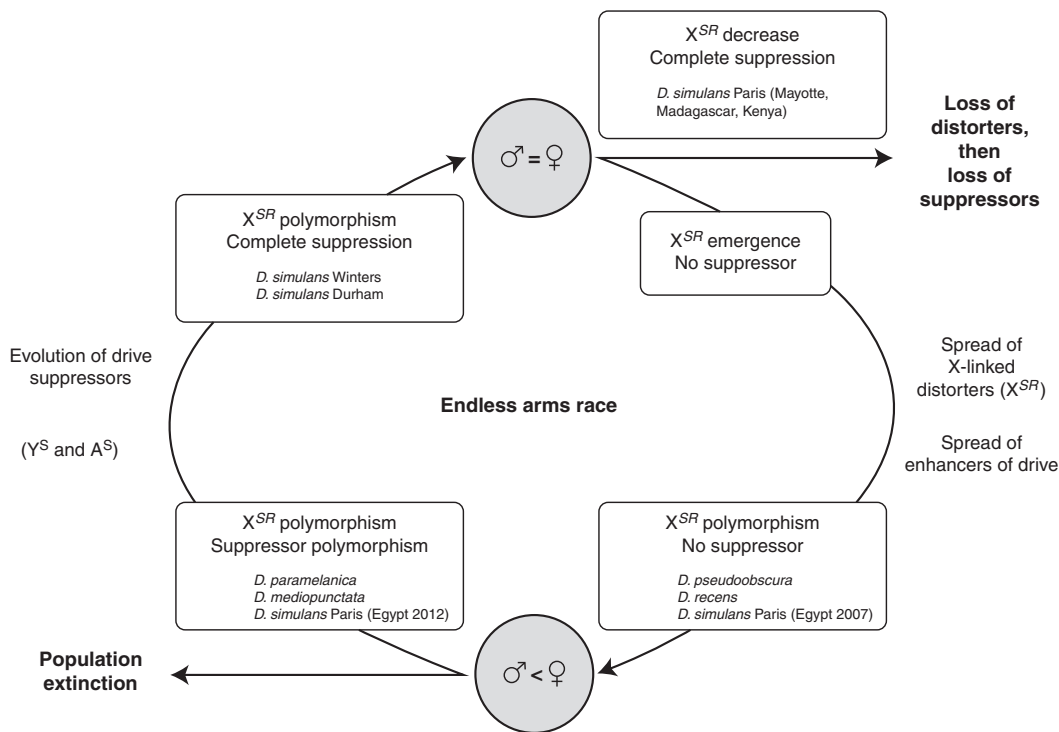 X^SR decrease
Complete suppression
D. simulans Paris (Mayotte,
Madagascar, Kenya)
Loss of
distorters,
then
loss of
suppressors
♂ = ♀
X^SR polymorphism
Complete suppression
D. simulans Winters
D. simulans Durham
X^SR emergence
No suppressor
Evolution of drive
suppressors
(Y^S and A^S)
Endless arms race
Spread of
X-linked
distorters (X^SR)
Spread of
enhancers of drive
X^SR polymorphism
Suppressor polymorphism
D. paramelanica
D. mediopunctata
D. simulans Paris (Egypt 2012)
X^SR polymorphism
No suppressor
D. pseudoobscura
D. recens
D. simulans Paris (Egypt 2007)
Population
extinction
♂ < ♀